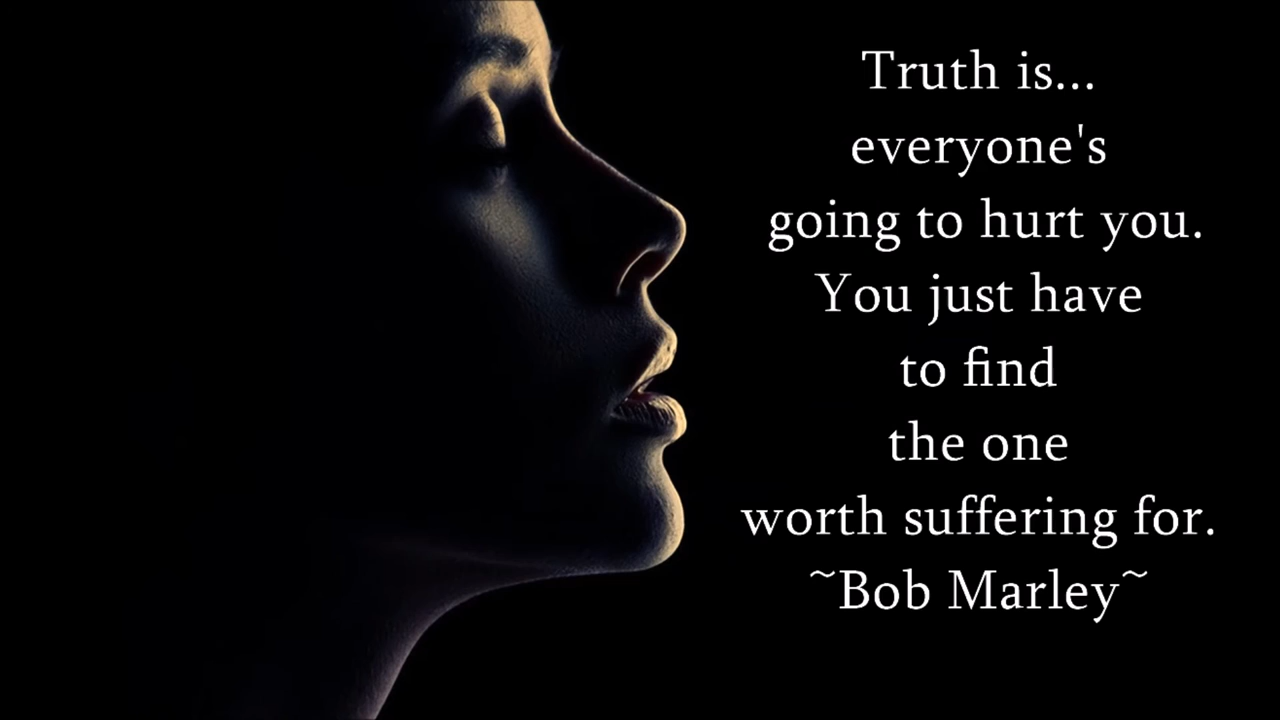 Truth is...
everyone's
going to hurt you.
You just have
to find
the one
worth suffering for.
~Bob Marley~